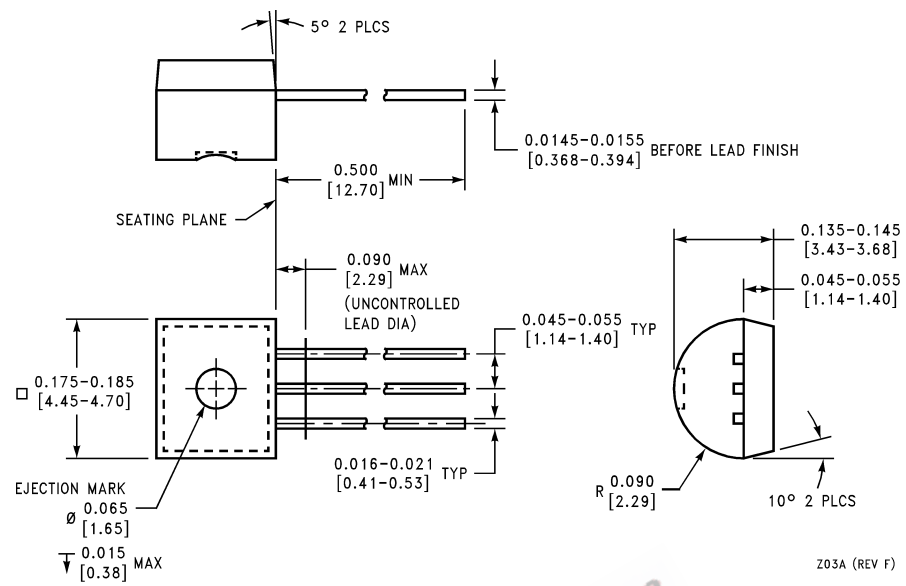 5° 2 PLCS
0.0145-0.0155
[0.368-0.394] BEFORE LEAD FINISH
0.500
[12.70] MIN
SEATING PLANE
0.135-0.145
[3.43-3.68]
0.090
[2.29] MAX
(UNCONTROLLED
LEAD DIA)
0.045-0.055
[1.14-1.40]
0.045-0.055
[1.14-1.40] TYP
0.175-0.185
[4.45-4.70]
0.016-0.021
[0.41-0.53] TYP
EJECTION MARK
Ø 0.065
[1.65]
0.015
[0.38] MAX
R 0.090
[2.29]
10° 2 PLCS
Z03A (REV F)